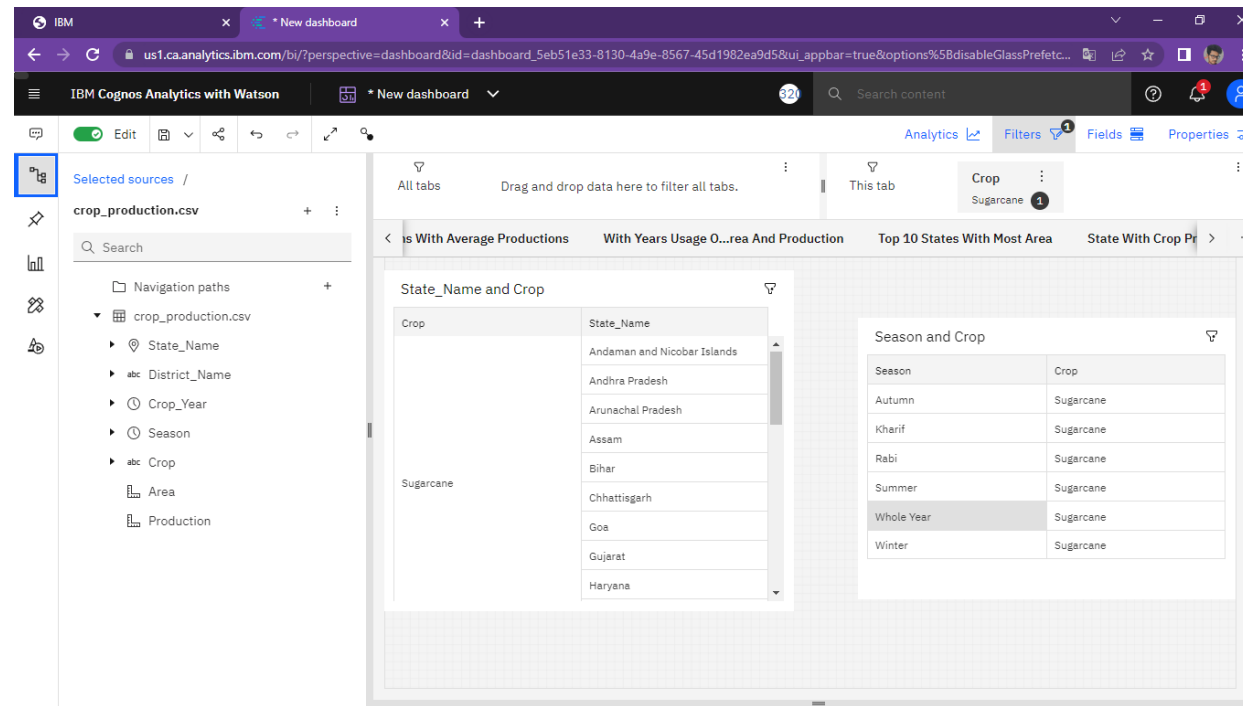 IBM
* New dashboard
us1.ca.analytics.ibm.com/bi/?perspective=dashboard&id=dashboard_5eb51e33-8130-4a9e-8567-45d1982ea9d5&ui_appbar=true&options%5BdisableGlassPrefetc...
IBM Cognos Analytics with Watson
* New dashboard
320
Search content
1
Edit
Analytics
Filters
1
Fields
Properties
Selected sources /
crop_production.csv
Search
Navigation paths
crop_production.csv
State_Name
abc District_Name
Crop_Year
Season
abc Crop
Area
Production
All tabs
Drag and drop data here to filter all tabs.
This tab
Crop
Sugarcane 1
ns With Average Productions
With Years Usage O...rea And Production
Top 10 States With Most Area
State With Crop Pr
State_Name and Crop
Crop State_Name
Sugarcane
Andaman and Nicobar Islands
Andhra Pradesh
Arunachal Pradesh
Assam
Bihar
Chhattisgarh
Goa
Gujarat
Haryana
Season and Crop
Season Crop
Autumn Sugarcane
Kharif Sugarcane
Rabi Sugarcane
Summer Sugarcane
Whole Year Sugarcane
Winter Sugarcane